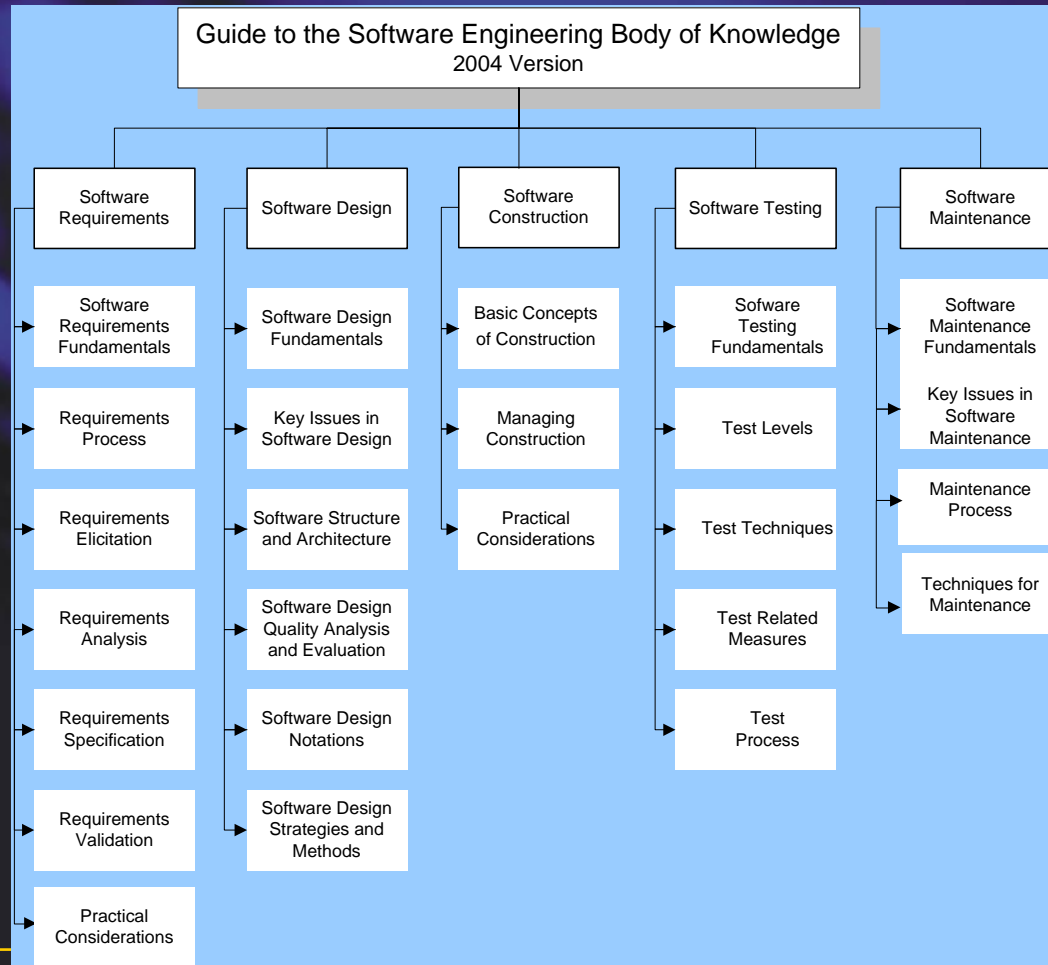 Guide to the Software Engineering Body of Knowledge
2004 Version
Software
Requirements
Software Design
Software
Construction
Software Testing
Software
Maintenance
Software
Requirements
Fundamentals
Requirements
Process
Requirements
Elicitation
Requirements
Analysis
Requirements
Specification
Requirements
Validation
Practical
Considerations
Software Design
Fundamentals
Key Issues in
Software Design
Software Structure
and Architecture
Software Design
Quality Analysis
and Evaluation
Software Design
Notations
Software Design
Strategies and
Methods
Basic Concepts
of Construction
Managing
Construction
Practical
Considerations
Sofware
Testing
Fundamentals
Test Levels
Test Techniques
Test Related
Measures
Test
Process
Software
Maintenance
Fundamentals
Key Issues in
Software
Maintenance
Maintenance
Process
Techniques for
Maintenance